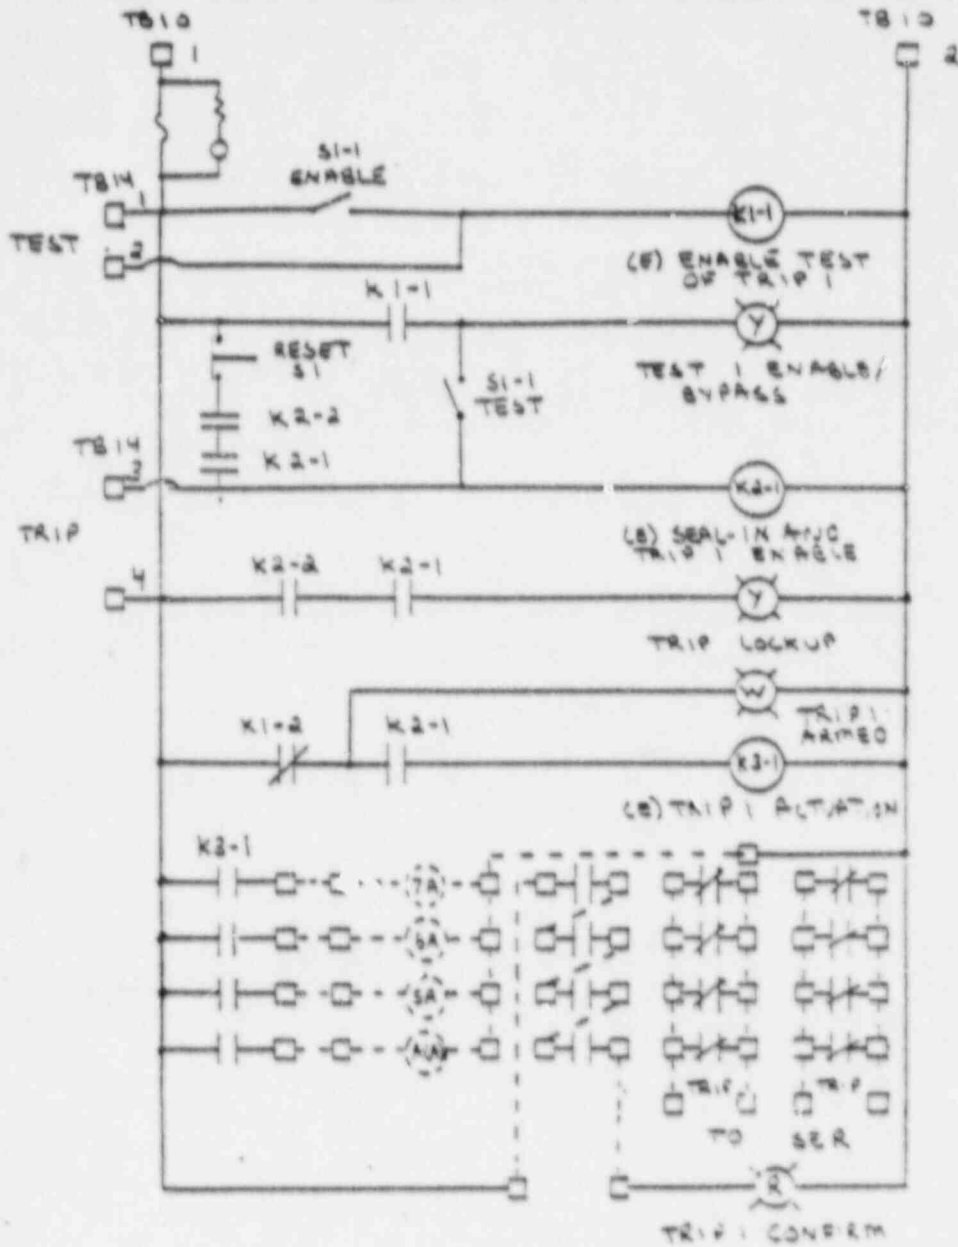 TB10
TB10
1
2
S1-1
ENABLE
TB14
1
TEST
2
K1-1
(E) ENABLE TEST
OF TRIP 1
K1-1
Y
RESET
S1
S1-1
TEST
TEST 1 ENABLE/
BYPASS
K2-2
K2-1
TB14
K2-1
TRIP
(E) SEAL-IN AND
TRIP 1 ENABLE
K2-2
K2-1
Y
TRIP LOCKUP
W
TRIP 1
ARMED
K1-2
K2-1
K3-1
(E) TRIP 1 ACTUATION
K3-1
7A
6A
5A
TRIP
TRIP
TO SER
R
TRIP 1 CONFIRM